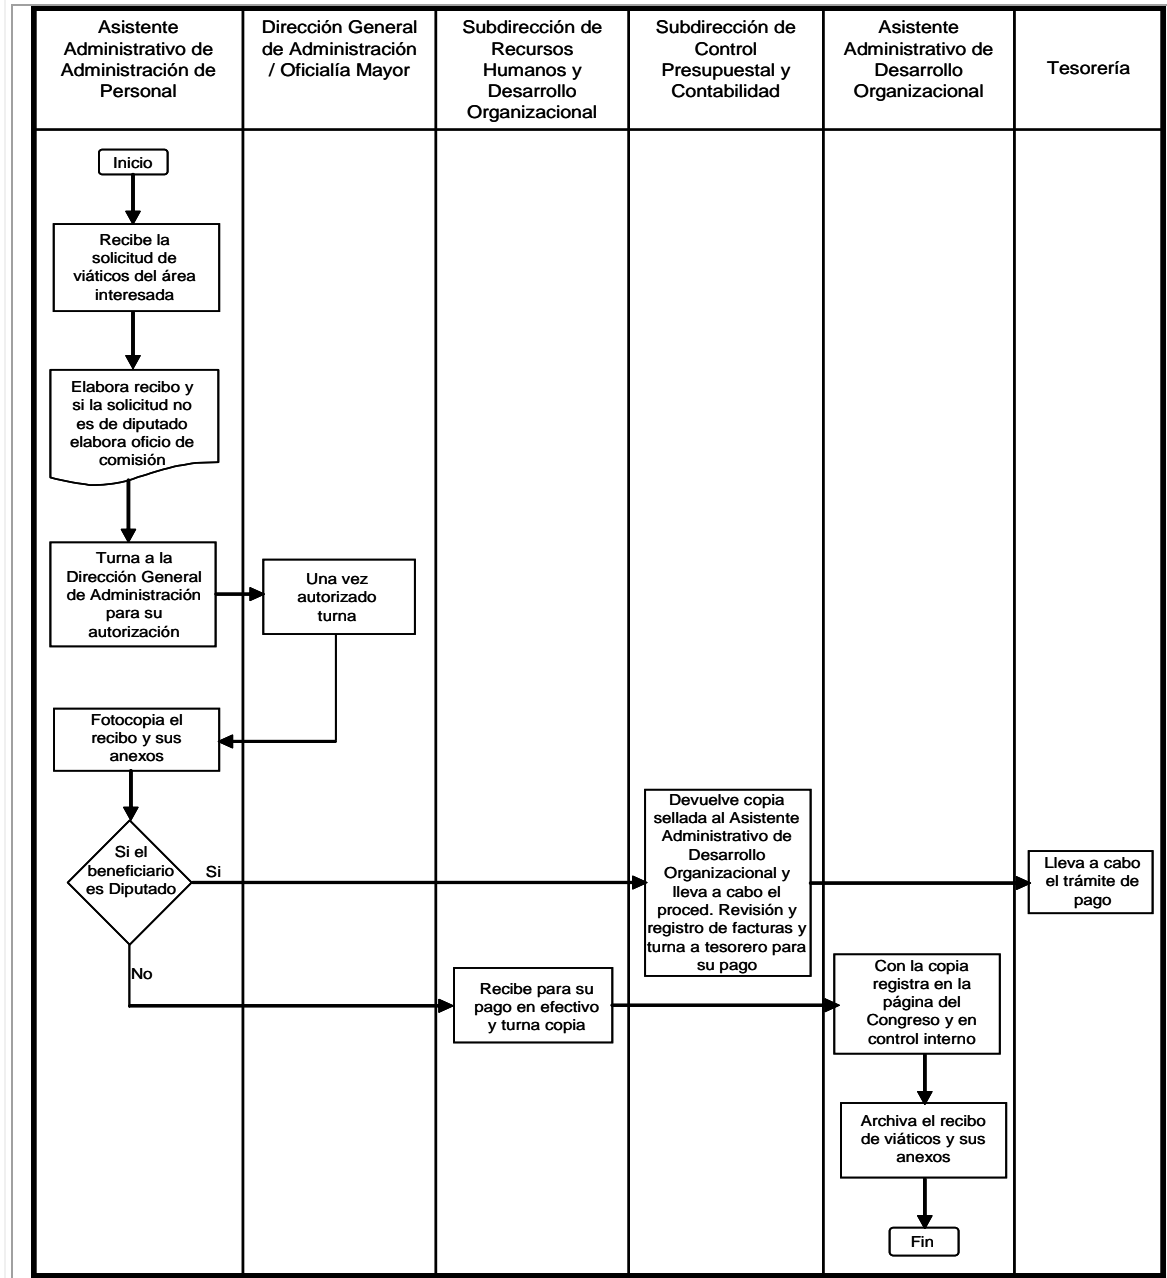 Asistente
Administrativo de
Administración de
Personal
Dirección General
de Administración
/ Oficialía Mayor
Subdirección de
Recursos
Humanos y
Desarrollo
Organizacional
Subdirección de
Control
Presupuestal y
Contabilidad
Asistente
Administrativo de
Desarrollo
Organizacional
Tesorería
Inicio
Recibe la
solicitud de
viáticos del área
interesada
Elabora recibo y
si la solicitud no
es de diputado
elabora oficio de
comisión
Turna a la
Dirección General
de Administración
para su
autorización
Una vez
autorizado
turna
Fotocopia el
recibo y sus
anexos
Si el
beneficiario
es Diputado
Si
No
Devuelve copia
sellada al Asistente
Administrativo de
Desarrollo
Organizacional y
lleva a cabo el
proced. Revisión y
registro de facturas y
turna a tesorero para
su pago
Lleva a cabo
el trámite de
pago
Recibe para su
pago en efectivo
y turna copia
Con la copia
registra en la
página del
Congreso y en
control interno
Archiva el recibo
de viáticos y sus
anexos
Fin